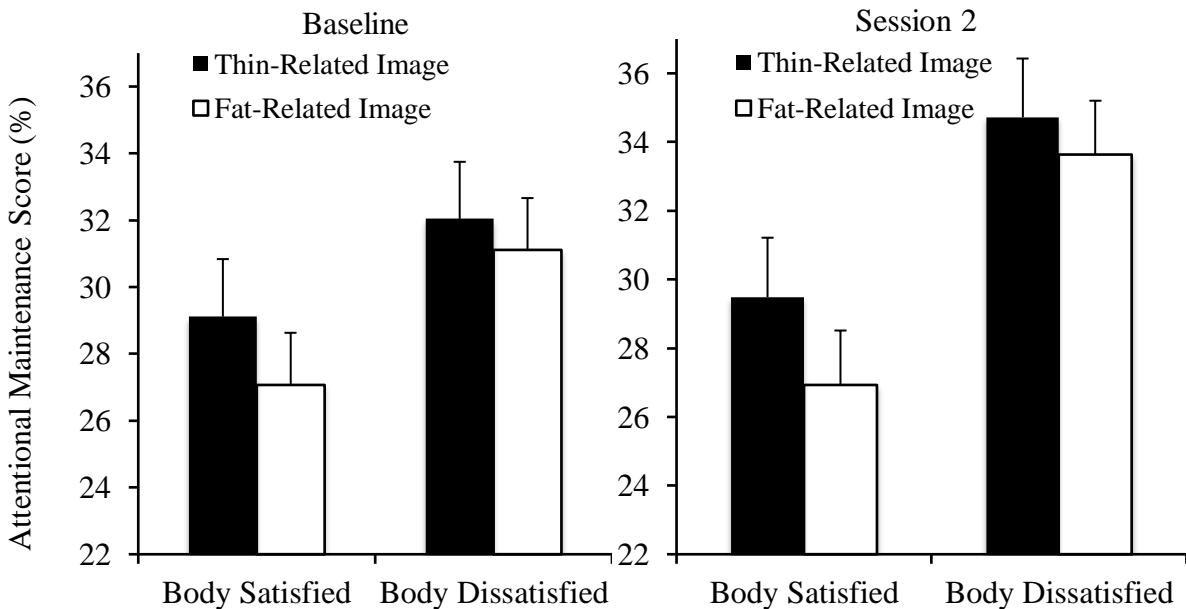 Baseline
Thin-Related Image
Fat-Related Image
Attentional Maintenance Score (%)
36
34
32
30
28
26
24
22
Body Satisfied
Body Dissatisfied
Session 2
Thin-Related Image
Fat-Related Image
36
34
32
30
28
26
24
22
Body Satisfied
Body Dissatisfied